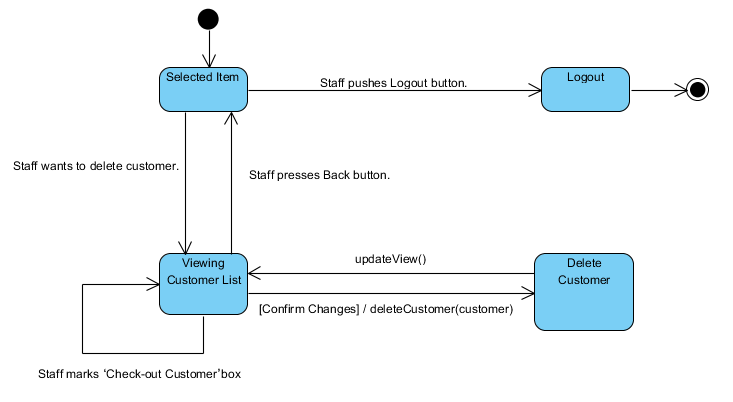 Selected Item
Logout
Staff pushes Logout button.
Staff wants to delete customer.
Staff presses Back button.
Viewing
Customer List
updateView()
Delete
Customer
[Confirm Changes] / deleteCustomer(customer)
Staff marks ‘Check-out Customer’box